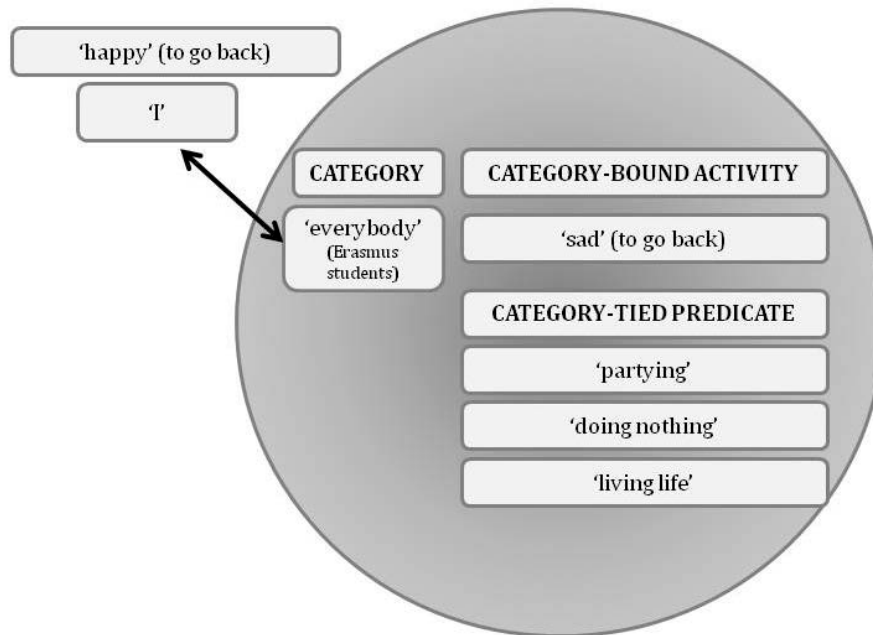 ‘happy’ (to go back)
‘I’
CATEGORY
CATEGORY-BOUND ACTIVITY
‘everybody’
(Erasmus
students)
‘sad’ (to go back)
CATEGORY-TIED PREDICATE
‘partying’
‘doing nothing’
‘living life’